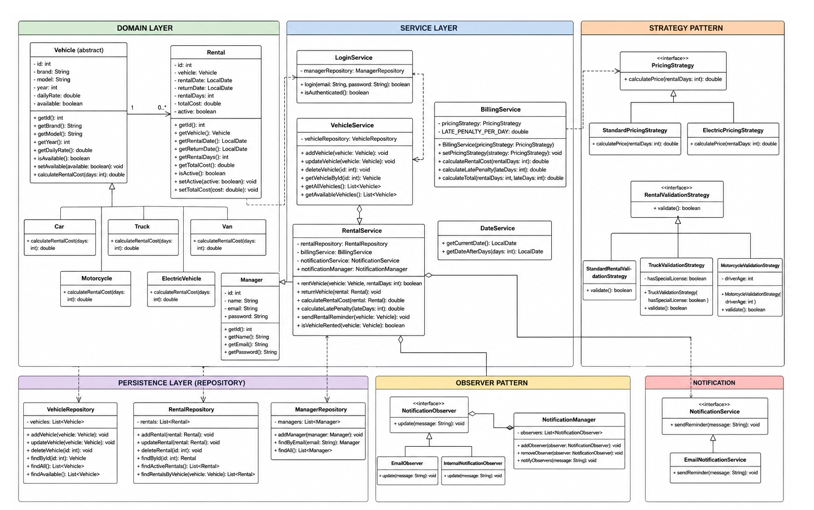 DOMAIN LAYER
Vehicle (abstract)
- id: int
- brand: String
- model: String
- year: int
- dailyRate: double
- available: boolean
+ getId(): int
+ getBrand(): String
+ getModel(): String
+ getYear(): int
+ getDailyRate(): double
+ isAvailable(): boolean
+ setAvailable(available: boolean): void
+ calculateRentalCost(days: int): double
1
0..*
Rental
- id: int
- vehicle: Vehicle
- rentalDate: LocalDate
- returnDate: LocalDate
- rentalDays: int
- totalCost: double
- active: boolean
+ getId(): int
+ getVehicle(): Vehicle
+ getRentalDate(): LocalDate
+ getReturnDate(): LocalDate
+ getRentalDays(): int
+ getTotalCost(): double
+ isActive(): boolean
+ setActive(active: boolean): void
+ setTotalCost(cost: double): void
Car
+ calculateRentalCost(days:
int): double
Truck
+ calculateRentalCost(days:
int): double
Van
+ calculateRentalCost(days:
int): double
Motorcycle
+ calculateRentalCost(days:
int): double
ElectricVehicle
+ calculateRentalCost(days:
int): double
Manager
- id: int
- name: String
- email: String
- password: String
+ getId(): int
+ getName(): String
+ getEmail(): String
+ getPassword(): String
SERVICE LAYER
LoginService
- managerRepository: ManagerRepository
+ login(email: String, password: String): boolean
+ isAuthenticated(): boolean
VehicleService
- vehicleRepository: VehicleRepository
+ addVehicle(vehicle: Vehicle): void
+ updateVehicle(vehicle: Vehicle): void
+ deleteVehicle(id: int): void
+ getVehicleById(id: int): Vehicle
+ getAllVehicles(): List<Vehicle>
+ getAvailableVehicles(): List<Vehicle>
BillingService
- pricingStrategy: PricingStrategy
- LATE_PENALTY_PER_DAY: double
+ BillingService(pricingStrategy: PricingStrategy)
+ setPricingStrategy(strategy: PricingStrategy): void
+ calculateRentalCost(rentalDays: int): double
+ calculateLatePenalty(lateDays: int): double
+ calculateTotal(rentalDays: int, lateDays: int): double
RentalService
- rentalRepository: RentalRepository
- billingService: BillingService
- notificationService: NotificationService
- notificationManager: NotificationManager
+ rentVehicle(vehicle: Vehicle, rentalDays: int): boolean
+ returnVehicle(rental: Rental): void
+ calculateRentalCost(rental: Rental): double
+ calculateLatePenalty(lateDays: int): double
+ sendRentalReminder(vehicle: Vehicle): void
+ isVehicleRented(vehicle: Vehicle): boolean
DateService
+ getCurrentDate(): LocalDate
+ getDateAfterDays(days: int): LocalDate
STRATEGY PATTERN
<<interface>>
PricingStrategy
+ calculatePrice(rentalDays: int): double
StandardPricingStrategy
+ calculatePrice(rentalDays: int): double
ElectricPricingStrategy
+ calculatePrice(rentalDays: int): double
<<interface>>
RentalValidationStrategy
+ validate(): boolean
StandardRentalVali-
dationStrategy
+ validate(): boolean
TruckValidationStrategy
- hasSpecialLicense: boolean
+ TruckValidationStrategy(
hasSpecialLicense: boolean )
+ validate(): boolean
MotorcycleValidationStrategy
- driverAge: int
+ MotorcycleValidationStrategy(
driverAge: int )
+ validate(): boolean
PERSISTENCE LAYER (REPOSITORY)
VehicleRepository
- vehicles: List<Vehicle>
+ addVehicle(vehicle: Vehicle): void
+ updateVehicle(vehicle: Vehicle): void
+ deleteVehicle(id: int): void
+ findById(id: int): Vehicle
+ findAll(): List<Vehicle>
+ findAvailable(): List<Vehicle>
RentalRepository
- rentals: List<Rental>
+ addRental(rental: Rental): void
+ updateRental(rental: Rental): void
+ deleteRental(id: int): void
+ findById(id: int): Rental
+ findActiveRentals(): List<Rental>
+ findRentalsByVehicle(vehicle: Vehicle): List<Rental>
ManagerRepository
- managers: List<Manager>
+ addManager(manager: Manager): void
+ findByEmail(email: String): Manager
+ findAll(): List<Manager>
OBSERVER PATTERN
<<interface>>
NotificationObserver
+ update(message: String): void
EmailObserver
+ update(message: String): void
InternalNotificationObserver
+ update(message: String): void
NotificationManager
- observers: List<NotificationObserver>
+ addObserver(observer: NotificationObserver): void
+ removeObserver(observer: NotificationObserver): void
+ notifyObservers(message: String): void
NOTIFICATION
<<interface>>
NotificationService
+ sendReminder(message: String): void
EmailNotificationService
+ sendReminder(message: String): void